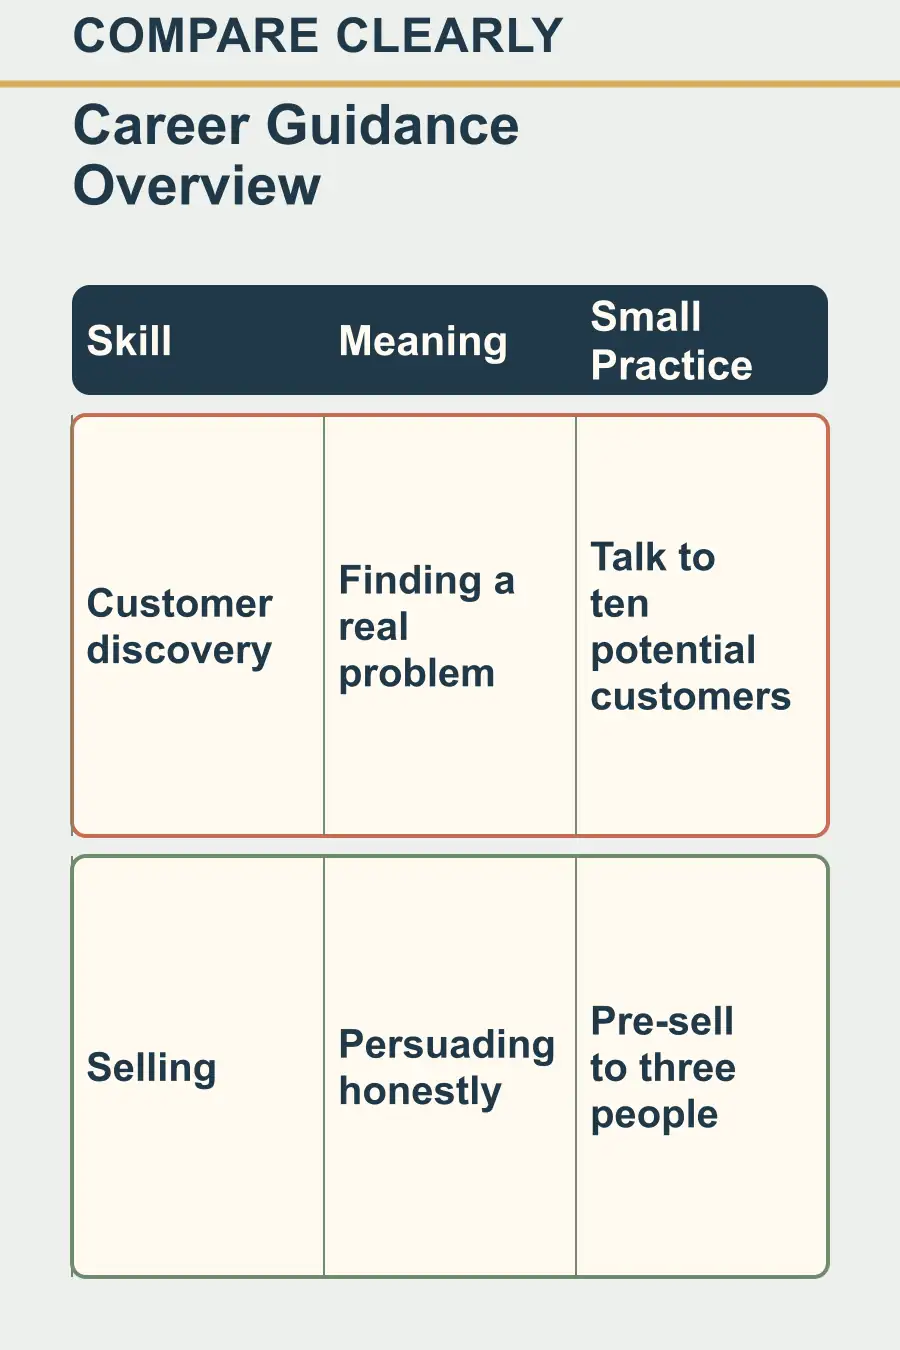 COMPARE CLEARLY
Career Guidance
Overview
Skill
Meaning
Small
Practice
Customer
discovery
Finding a
real
problem
Talk to
ten
potential
customers
Selling
Persuading
honestly
Pre-sell
to three
people